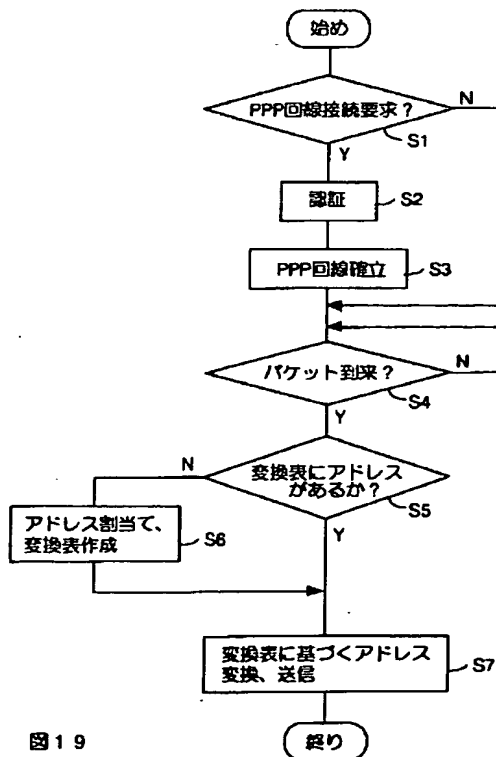 始め
PPP回線接続要求？
N
S1
Y
認証
S2
PPP回線確立
S3
パケット到来？
N
S4
Y
変換表にアドレス
があるか？
N
S5
Y
アドレス割当て、
変換表作成
S6
変換表に基づくアドレス
変換、送信
S7
図19
終り